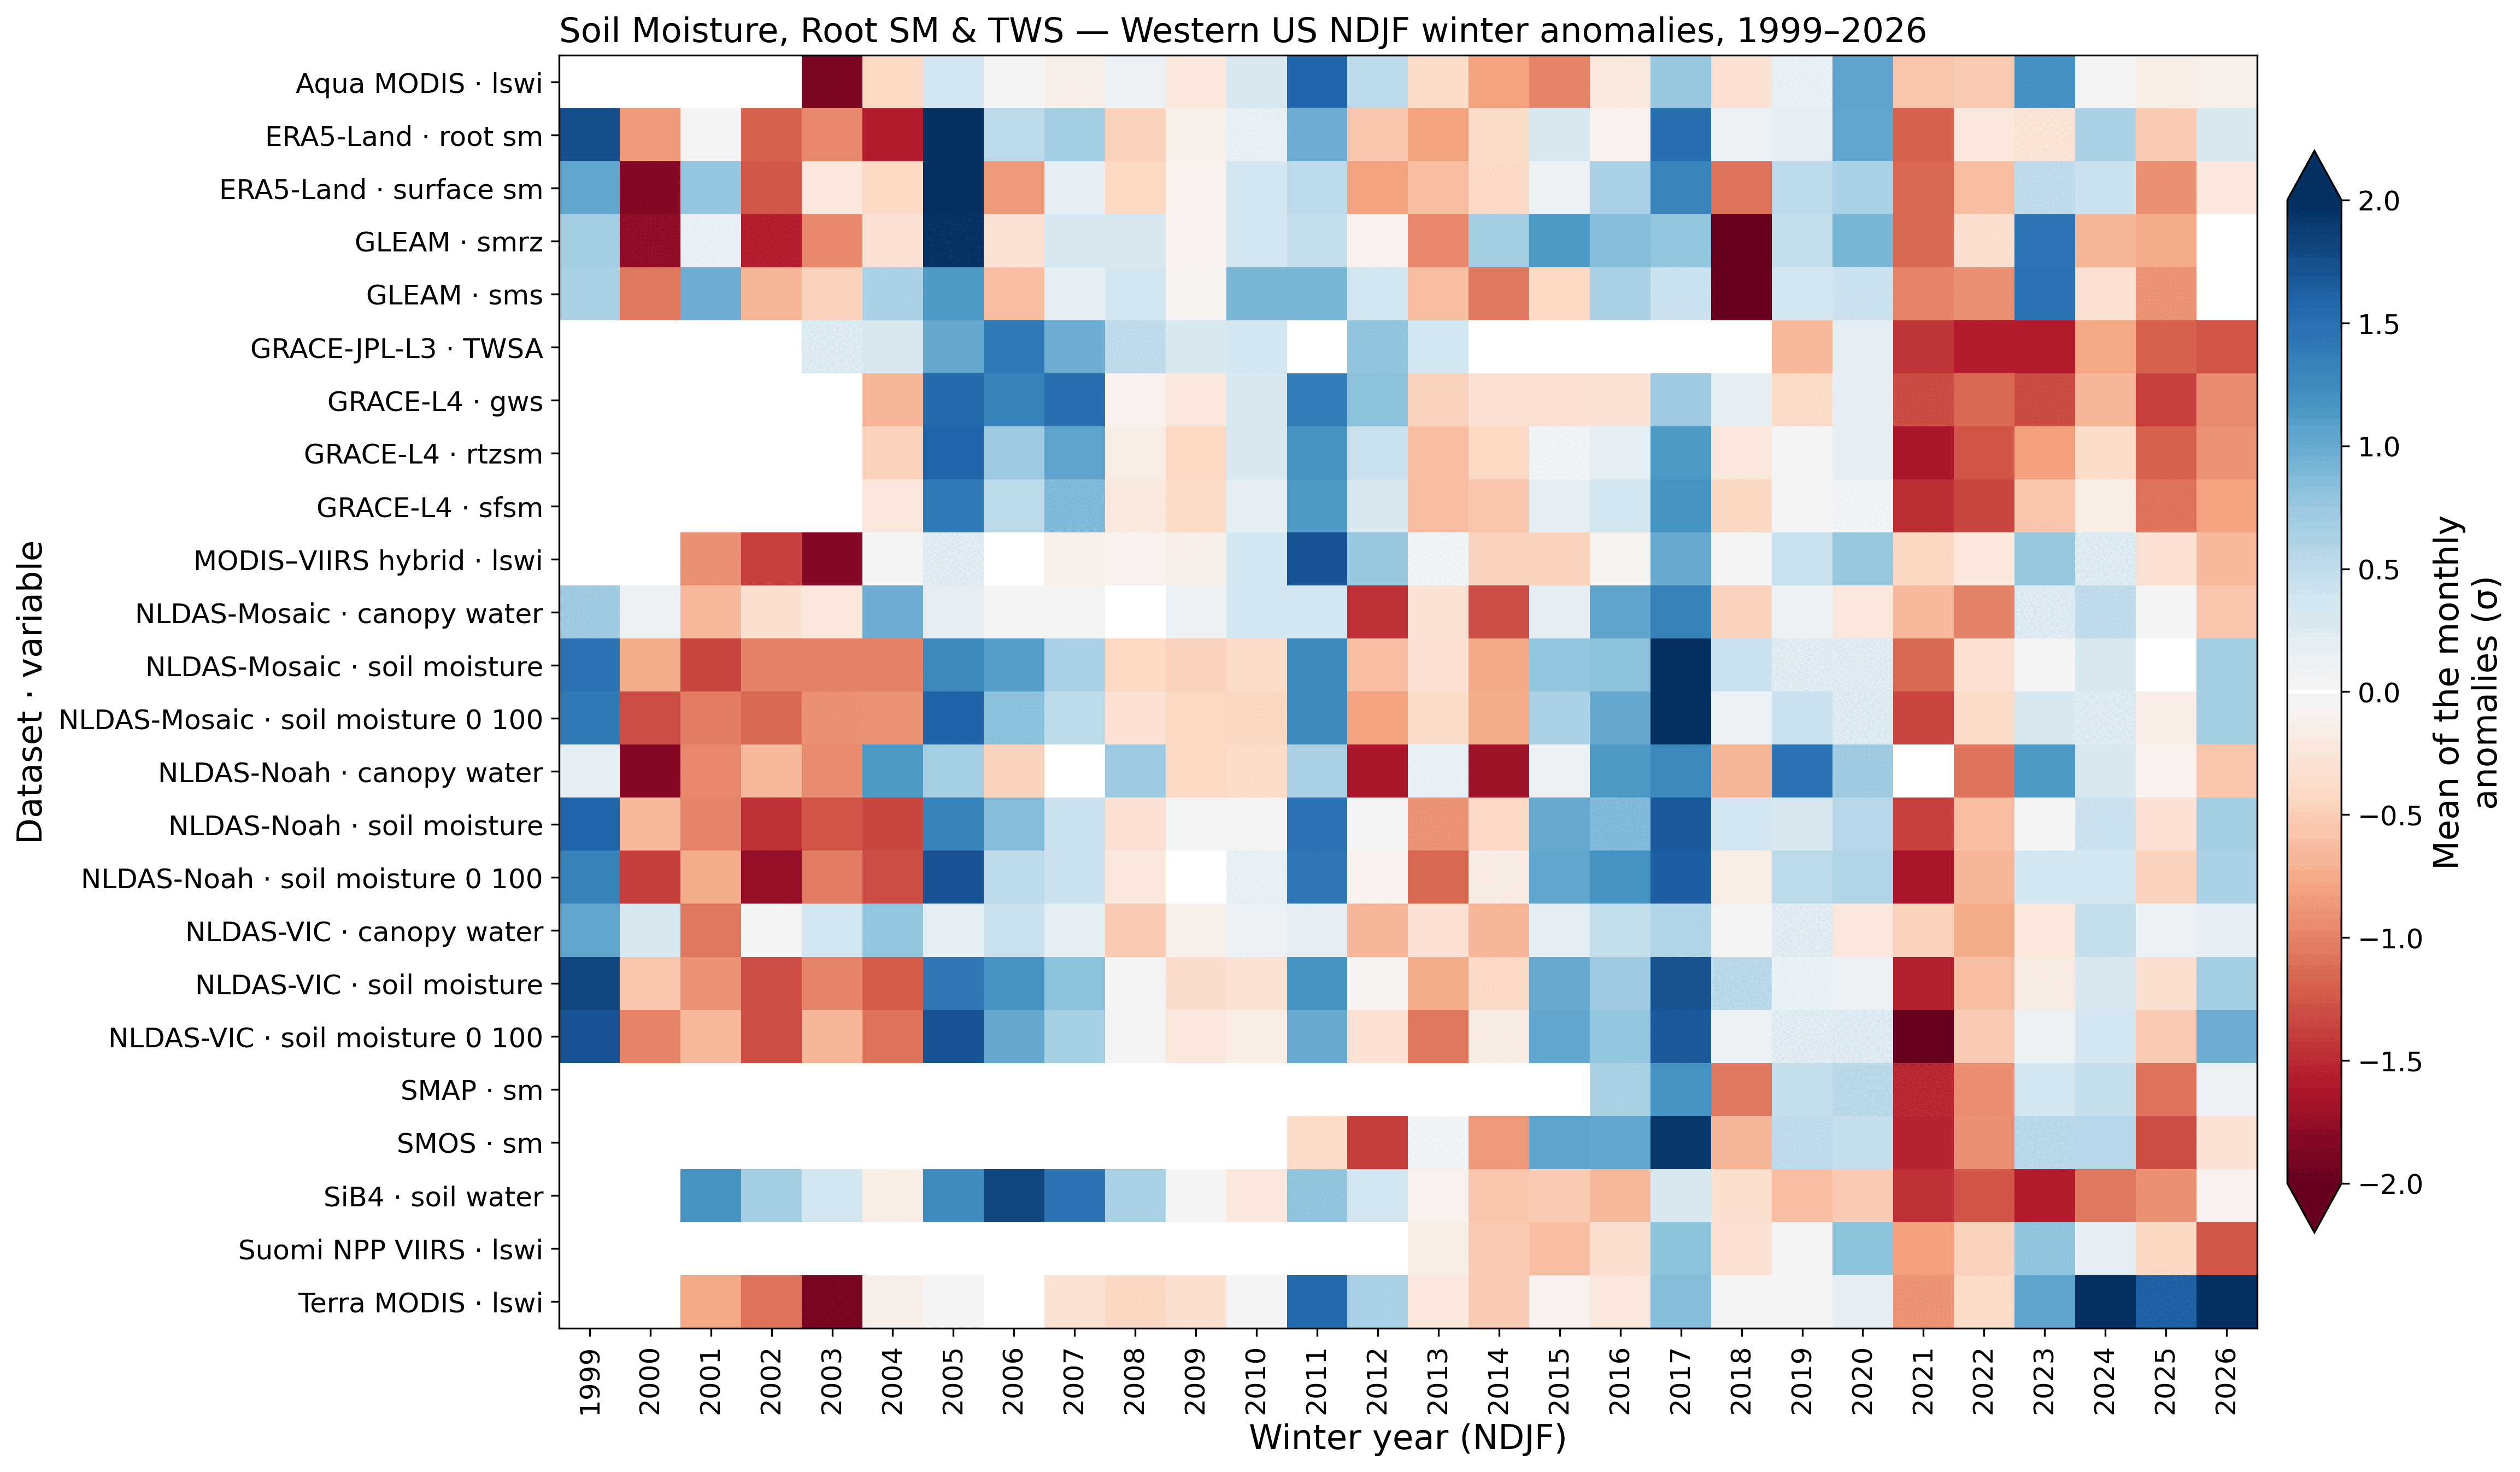 Soil Moisture, Root SM & TWS — Western US NDJF winter anomalies, 1999–2026
Dataset · variable
Aqua MODIS · lswi
ERA5-Land · root sm
ERA5-Land · surface sm
GLEAM · smrz
GLEAM · sms
GRACE-JPL-L3 · TWSA
GRACE-L4 · gws
GRACE-L4 · rtzsm
GRACE-L4 · sfsm
MODIS–VIIRS hybrid · lswi
NLDAS-Mosaic · canopy water
NLDAS-Mosaic · soil moisture
NLDAS-Mosaic · soil moisture 0 100
NLDAS-Noah · canopy water
NLDAS-Noah · soil moisture
NLDAS-Noah · soil moisture 0 100
NLDAS-VIC · canopy water
NLDAS-VIC · soil moisture
NLDAS-VIC · soil moisture 0 100
SMAP · sm
SMOS · sm
SiB4 · soil water
Suomi NPP VIIRS · lswi
Terra MODIS · lswi
1999 2000 2001 2002 2003 2004 2005 2006 2007 2008 2009 2010 2011 2012 2013 2014 2015 2016 2017 2018 2019 2020 2021 2022 2023 2024 2025 2026
Winter year (NDJF)
2.0
1.5
1.0
0.5
0.0
−0.5
−1.0
−1.5
−2.0
Mean of the monthly
anomalies (σ)